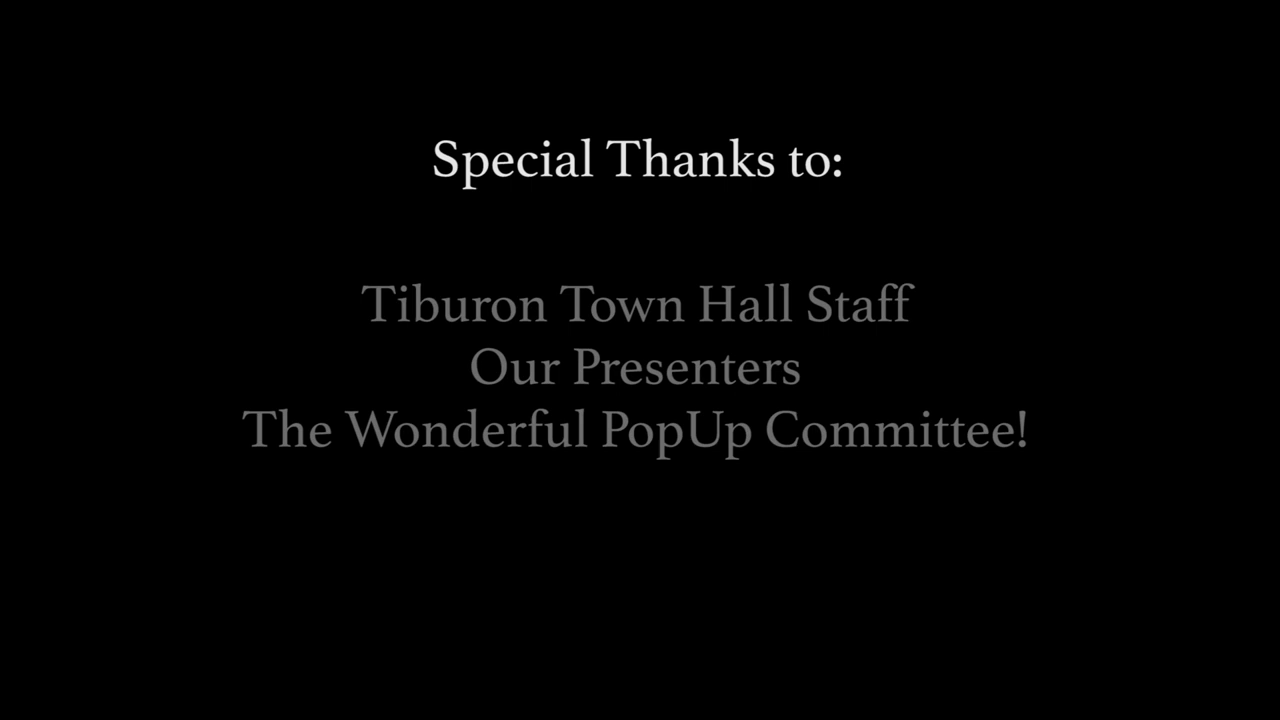 Special Thanks to:
Tiburon Town Hall Staff
Our Presenters
The Wonderful PopUp Committee!